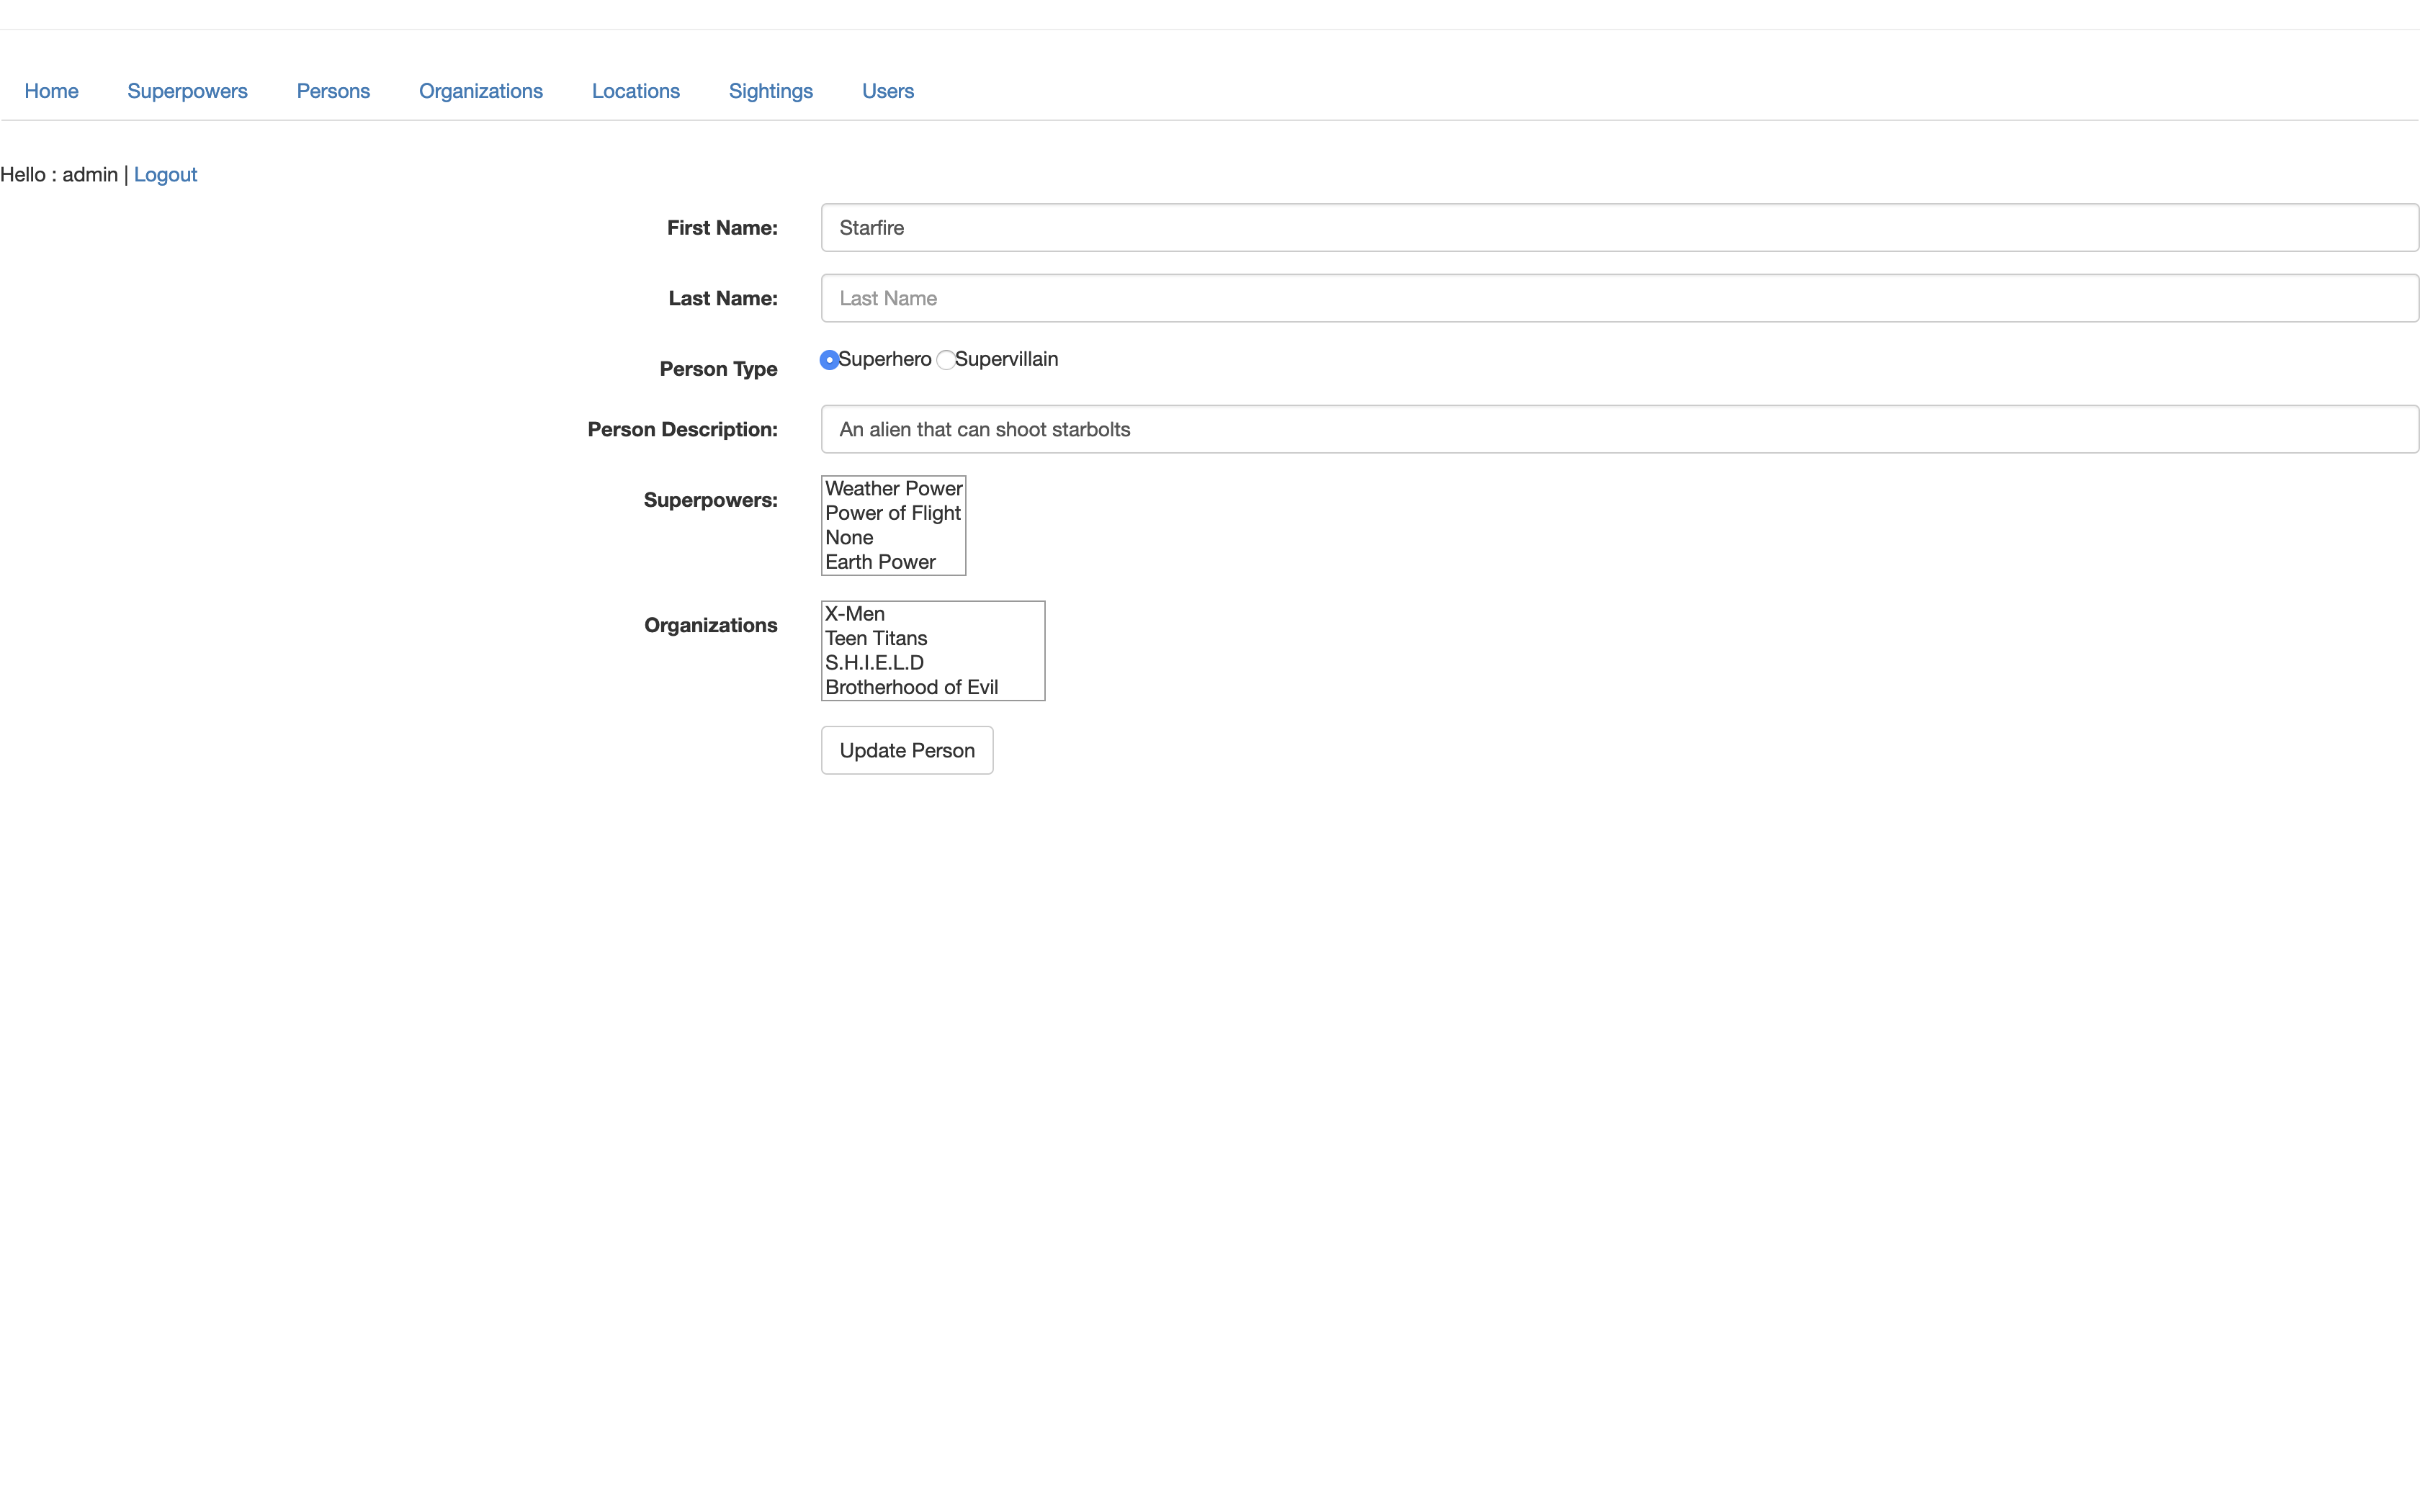 Home Superpowers Persons Organizations Locations Sightings Users
Hello : admin | Logout
First Name: Starfire
Last Name: Last Name
Person Type Superhero Supervillain
Person Description: An alien that can shoot starbolts
Superpowers: Weather Power
Power of Flight
None
Earth Power
Organizations X-Men
Teen Titans
S.H.I.E.L.D
Brotherhood of Evil
Update Person